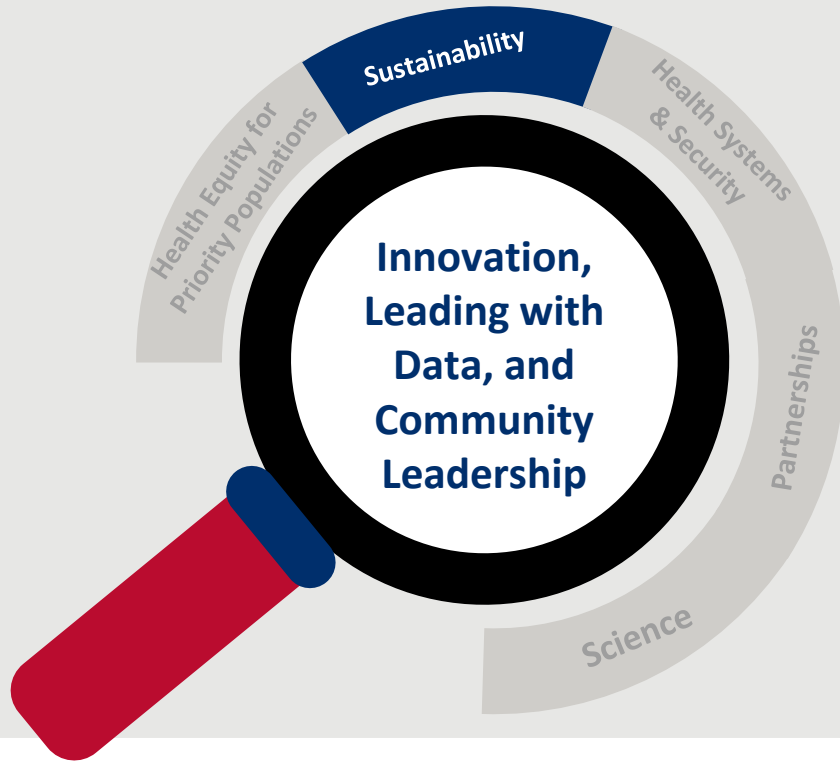 Sustainability
Health Equity for
Priority Populations
Health Systems
& Security
Innovation,
Leading with
Data, and
Community
Leadership
Partnerships
Science